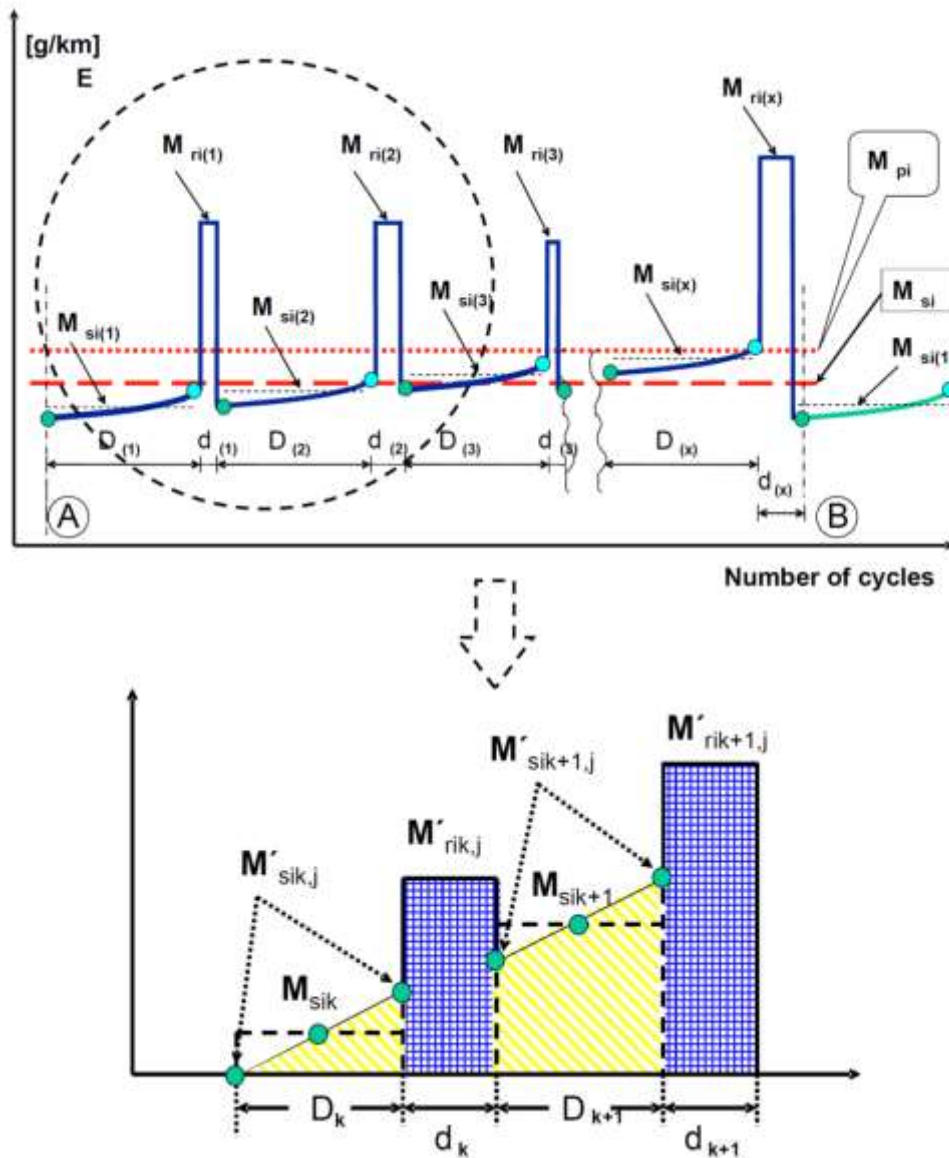 [g/km]
E
M ri(1)
M ri(2)
M ri(3)
M ri(x)
M pi
M si(1)
M si(2)
M si(3)
M si(x)
M si
M si(1
D (1)
d (1)
D (2)
d (2)
D (3)
d (3)
D (x)
d (x)
A
B
Number of cycles
M´sik,j
M´rik,j
M´sik+1,j
M´rik+1,j
M sik
M sik+1
D k
d k
D k+1
d k+1